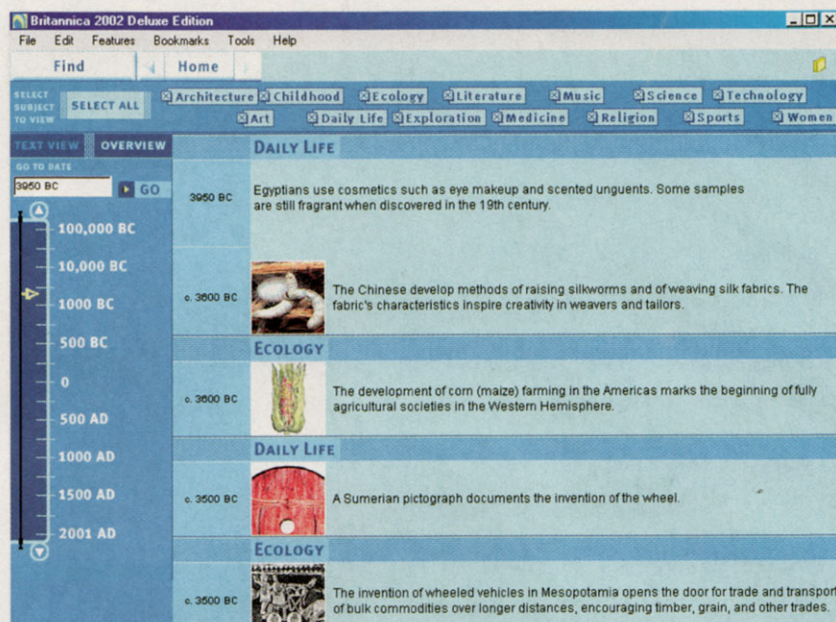 Britannica 2002 Deluxe Edition
File Edit Features Bookmarks Tools Help
Find Home
SELECT SUBJECT TO VIEW
SELECT ALL
Architecture Childhood Ecology Literature Music Science Technology
Art Daily Life Exploration Medicine Religion Sports Women
TEXT VIEW OVERVIEW
GO TO DATE
3950 BC GO
100,000 BC
10,000 BC
1000 BC
500 BC
0
500 AD
1000 AD
1500 AD
2001 AD
DAILY LIFE
3950 BC
Egyptians use cosmetics such as eye makeup and scented unguents. Some samples
are still fragrant when discovered in the 19th century.
c. 3600 BC
The Chinese develop methods of raising silkworms and of weaving silk fabrics. The
fabric's characteristics inspire creativity in weavers and tailors.
ECOLOGY
c. 3600 BC
The development of corn (maize) farming in the Americas marks the beginning of fully
agricultural societies in the Western Hemisphere.
DAILY LIFE
c. 3500 BC
A Sumerian pictograph documents the invention of the wheel.
ECOLOGY
c. 3500 BC
The invention of wheeled vehicles in Mesopotamia opens the door for trade and transport
of bulk commodities over longer distances, encouraging timber, grain, and other trades.